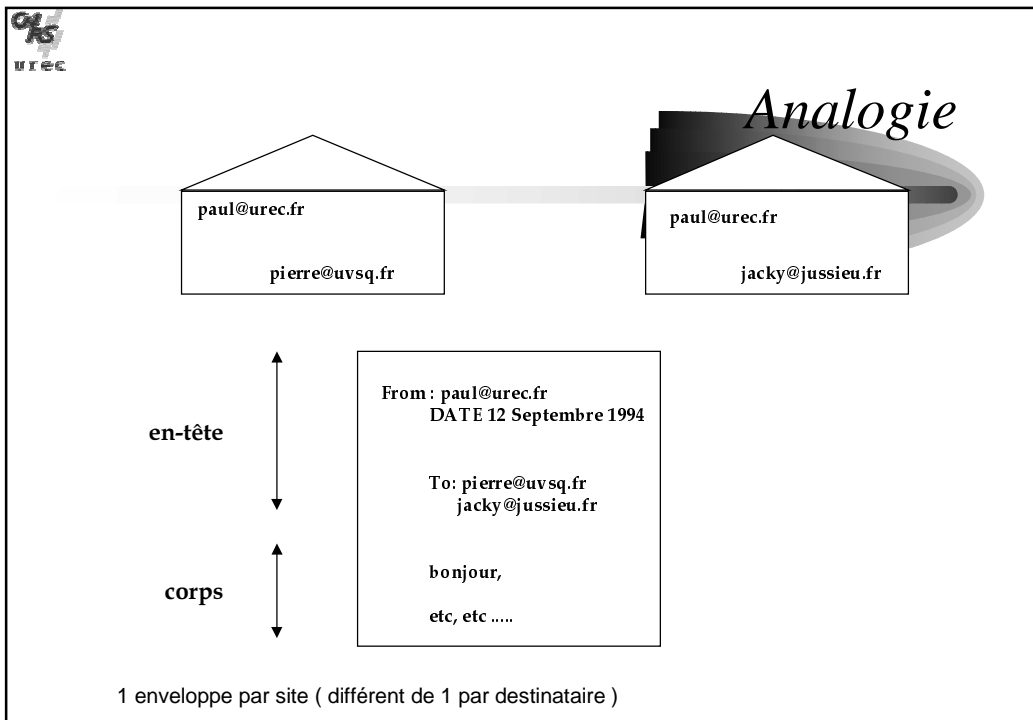 CNRS
urec
Analogie
paul@urec.fr
pierre@uvsq.fr
paul@urec.fr
jacky@jussieu.fr
en-tête
From : paul@urec.fr
DATE 12 Septembre 1994
To: pierre@uvsq.fr
jacky@jussieu.fr
corps
bonjour,
etc, etc .....
1 enveloppe par site ( différent de 1 par destinataire )